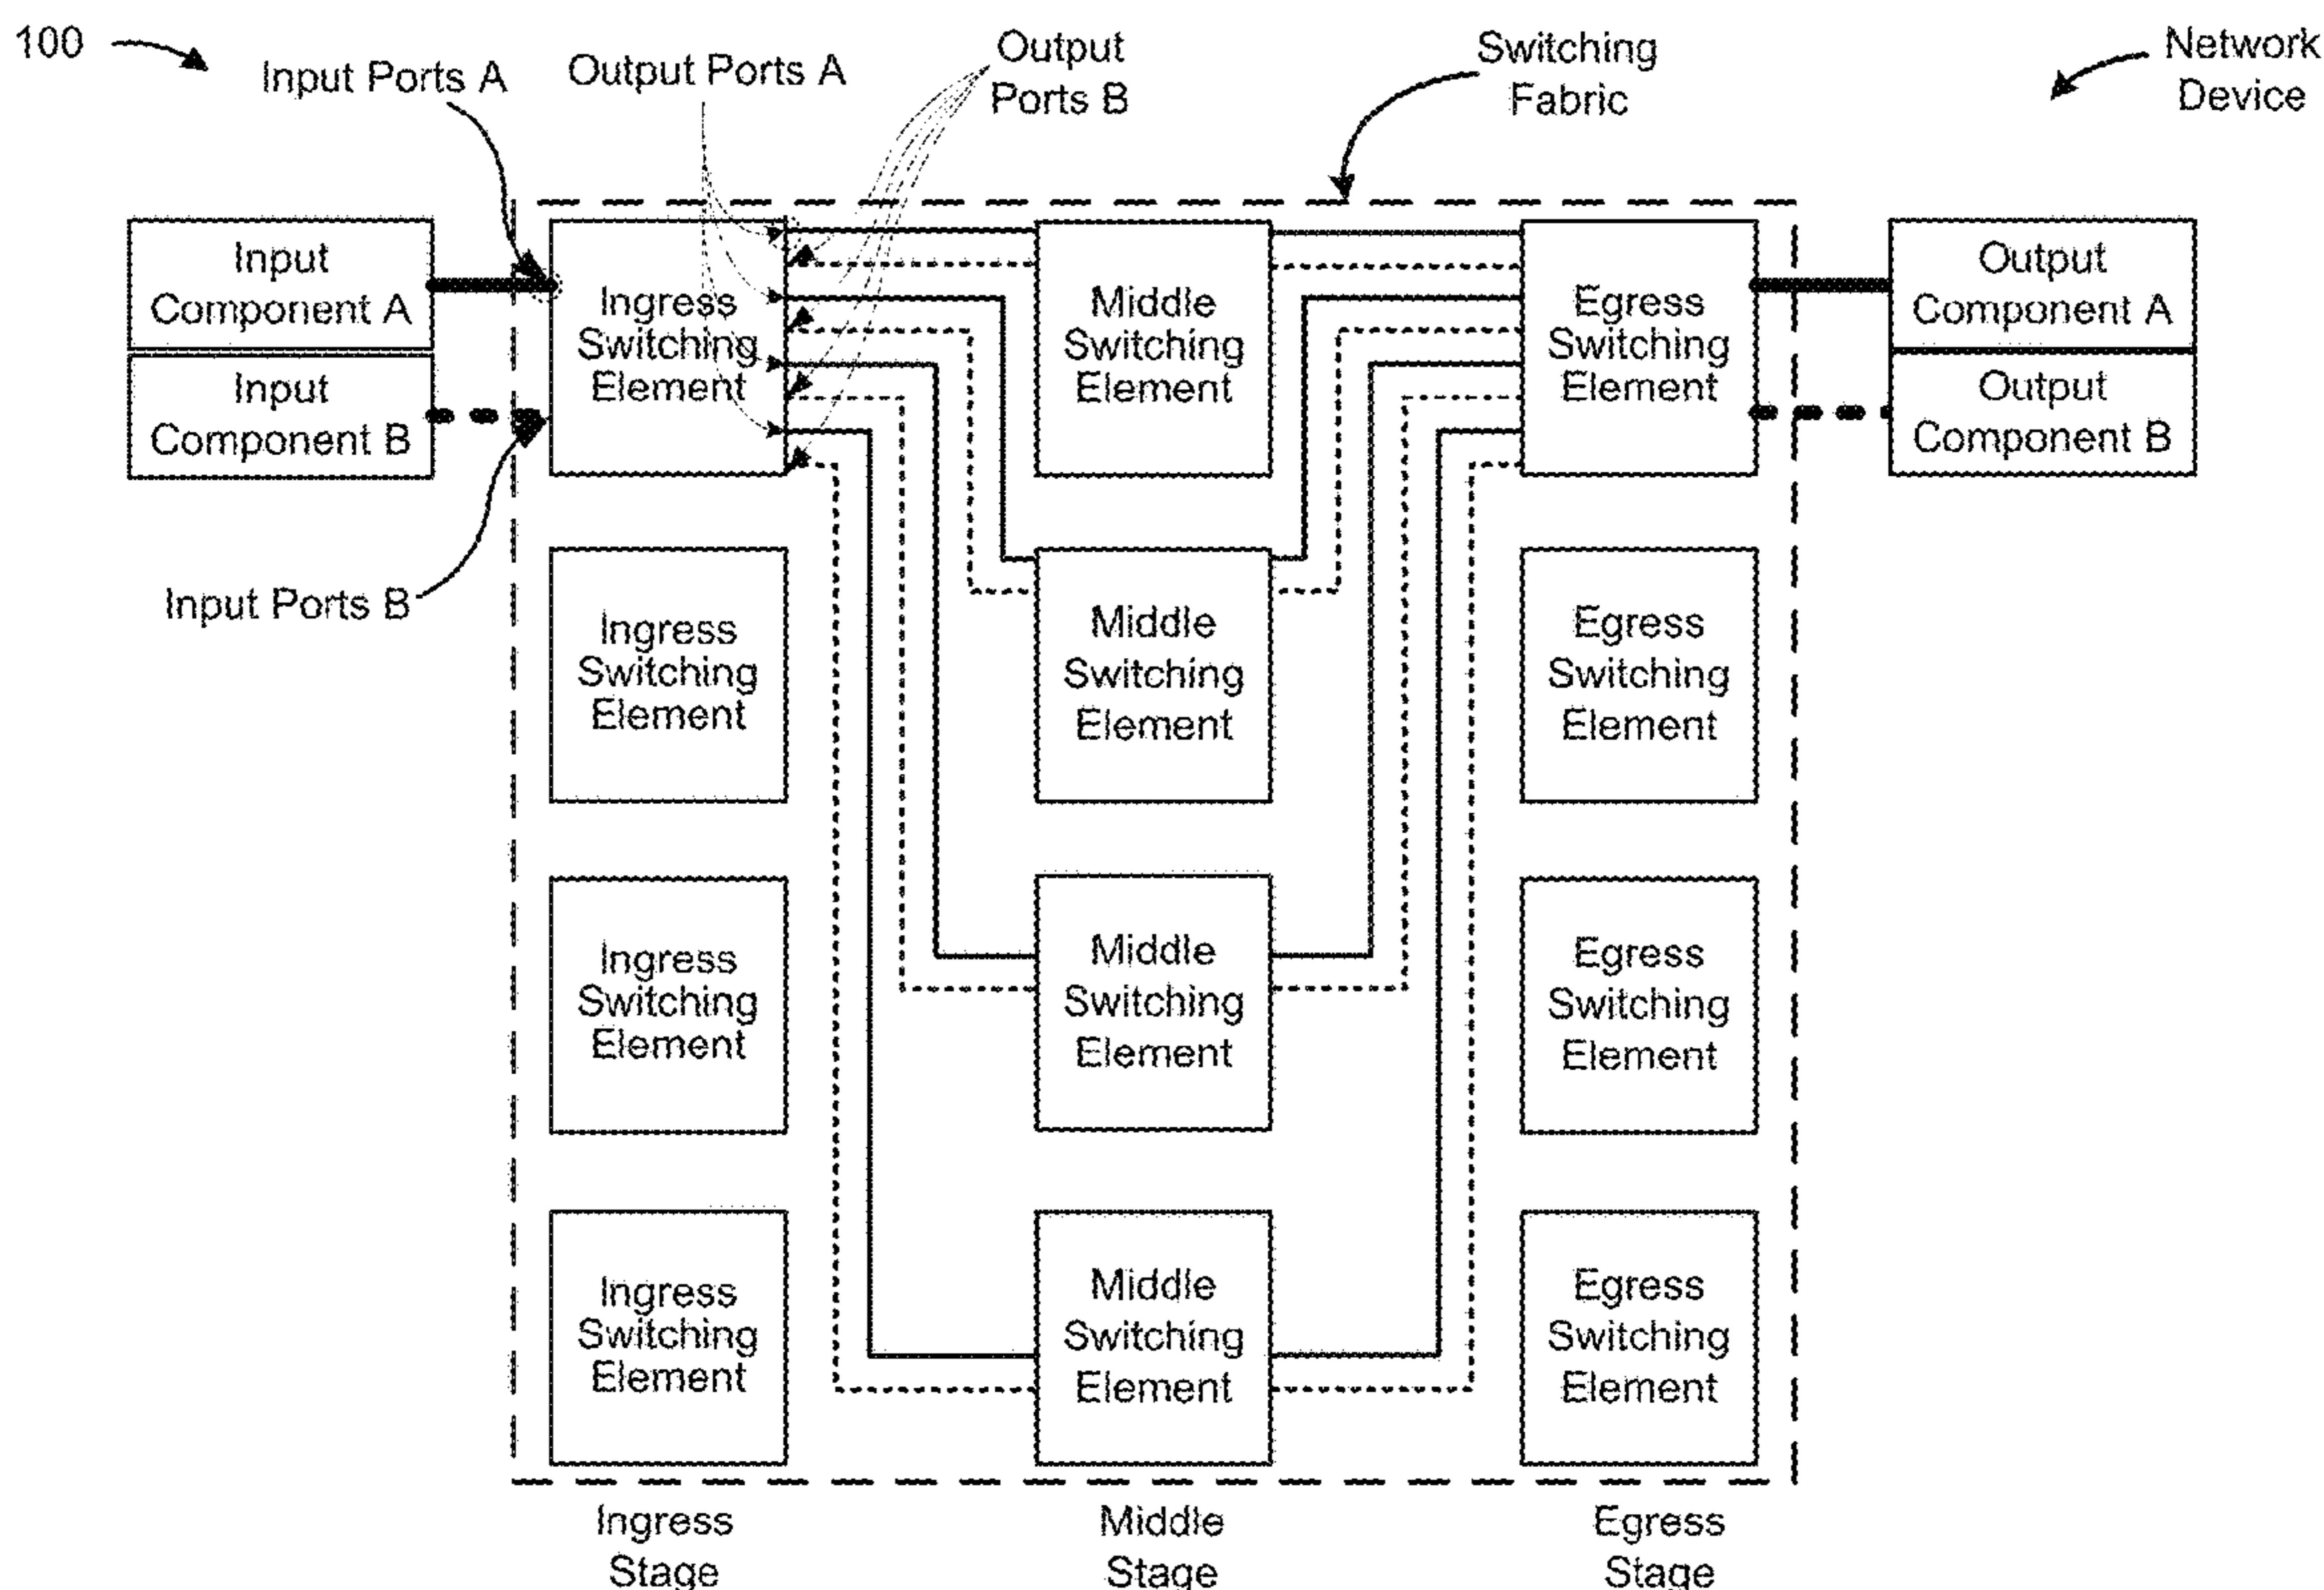 100
Input Ports A
Output Ports A
Output
Ports B
Switching
Fabric
Network
Device
Input
Component A
Input
Component B
Input Ports B
Ingress
Switching
Element
Middle
Switching
Element
Egress
Switching
Element
Output
Component A
Output
Component B
Ingress
Switching
Element
Middle
Switching
Element
Egress
Switching
Element
Ingress
Switching
Element
Middle
Switching
Element
Egress
Switching
Element
Ingress
Switching
Element
Middle
Switching
Element
Egress
Switching
Element
Ingress
Stage
Middle
Stage
Egress
Stage